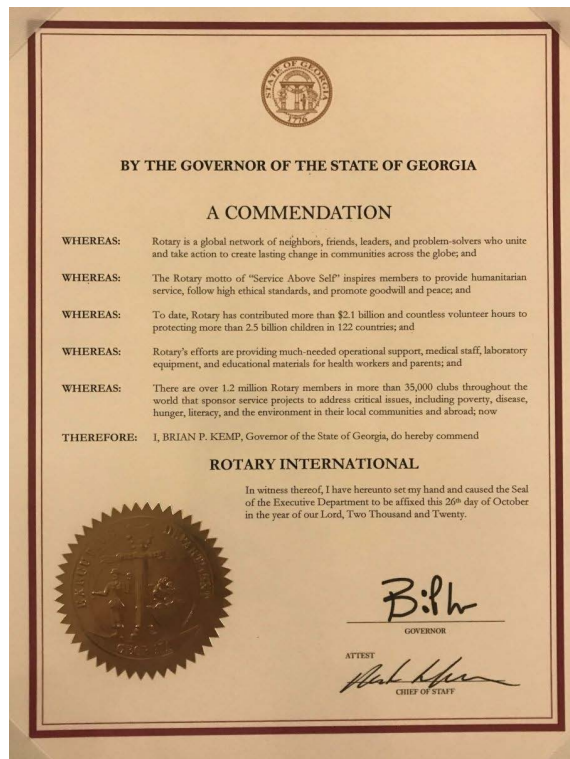 STATE OF GEORGIA
1776
BY THE GOVERNOR OF THE STATE OF GEORGIA
A COMMENDATION
WHEREAS: Rotary is a global network of neighbors, friends, leaders, and problem-solvers who unite
and take action to create lasting change in communities across the globe; and
WHEREAS: The Rotary motto of “Service Above Self” inspires members to provide humanitarian
service, follow high ethical standards, and promote goodwill and peace; and
WHEREAS: To date, Rotary has contributed more than $2.1 billion and countless volunteer hours to
protecting more than 2.5 billion children in 122 countries; and
WHEREAS: Rotary’s efforts are providing much-needed operational support, medical staff, laboratory
equipment, and educational materials for health workers and parents; and
WHEREAS: There are over 1.2 million Rotary members in more than 35,000 clubs throughout the
world that sponsor service projects to address critical issues, including poverty, disease,
hunger, literacy, and the environment in their local communities and abroad; now
THEREFORE: I, BRIAN P. KEMP, Governor of the State of Georgia, do hereby commend
ROTARY INTERNATIONAL
In witness thereof, I have hereunto set my hand and caused the Seal
of the Executive Department to be affixed this 26th day of October
in the year of our Lord, Two Thousand and Twenty.
GOVERNOR
ATTEST
CHIEF OF STAFF
GEORGIA